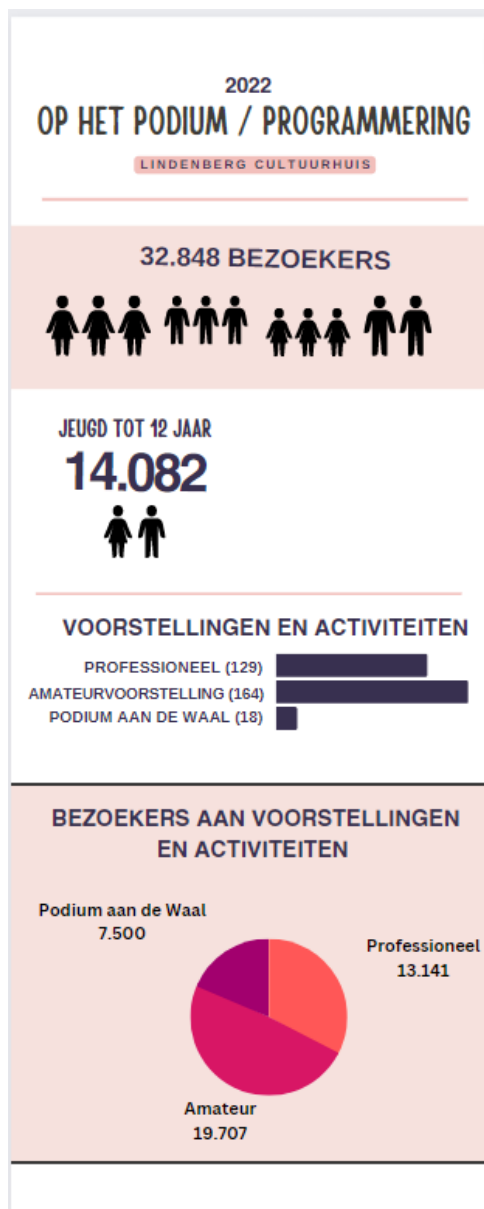 2022
OP HET PODIUM / PROGRAMMERING
LINDENBERG CULTUURHUIS
32.848 BEZOEKERS
JEUGD TOT 12 JAAR
14.082
VOORSTELLINGEN EN ACTIVITEITEN
PROFESSIONEEL (129)
AMATEURVOORSTELLING (164)
PODIUM AAN DE WAAL (18)
BEZOEKERS AAN VOORSTELLINGEN
EN ACTIVITEITEN
Podium aan de Waal
7.500
Professioneel
13.141
Amateur
19.707